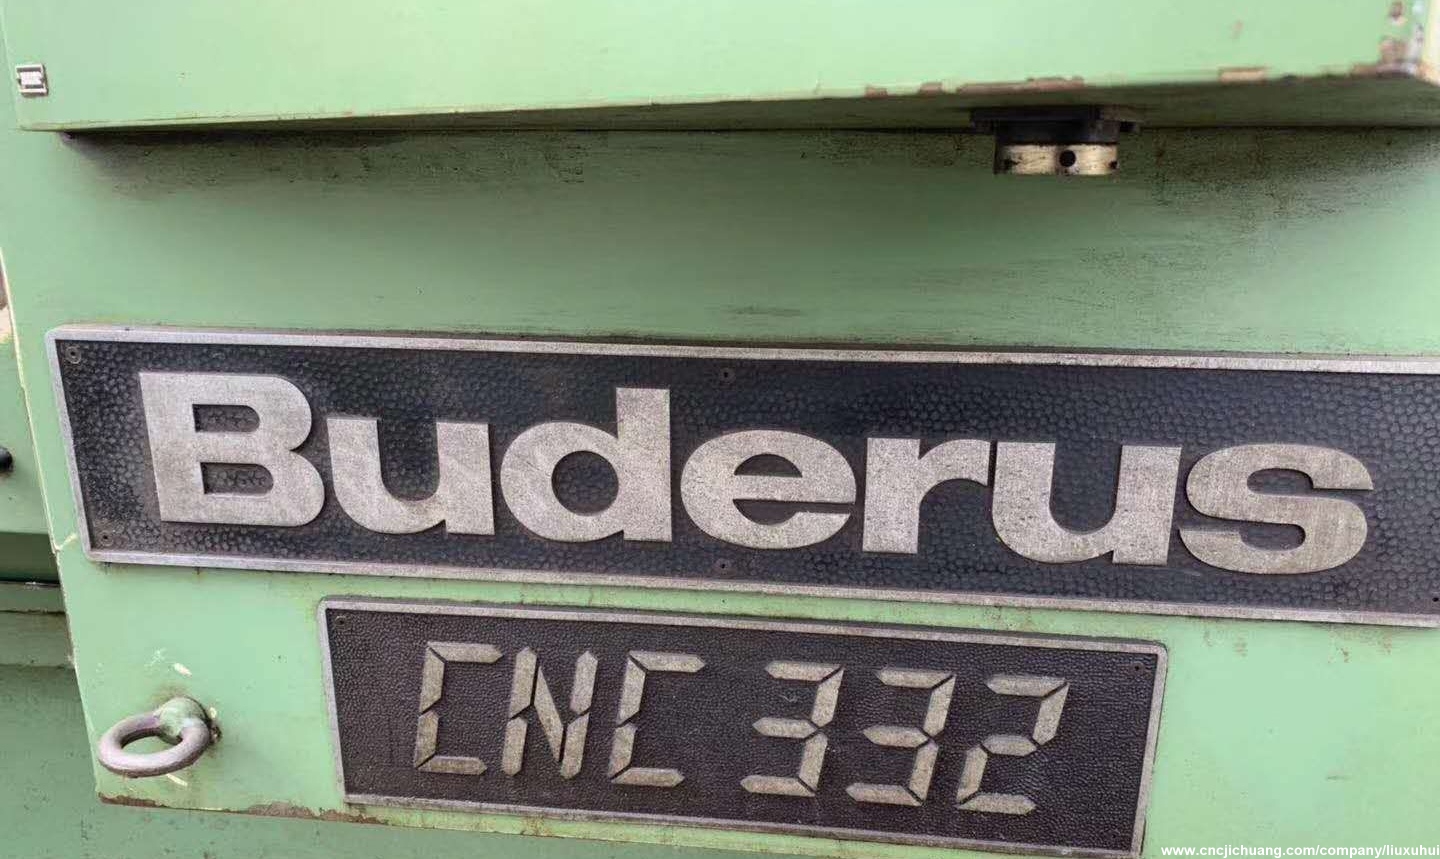 Buderus
CNC 332
www.cncjichuang.com/company/liuxuhui